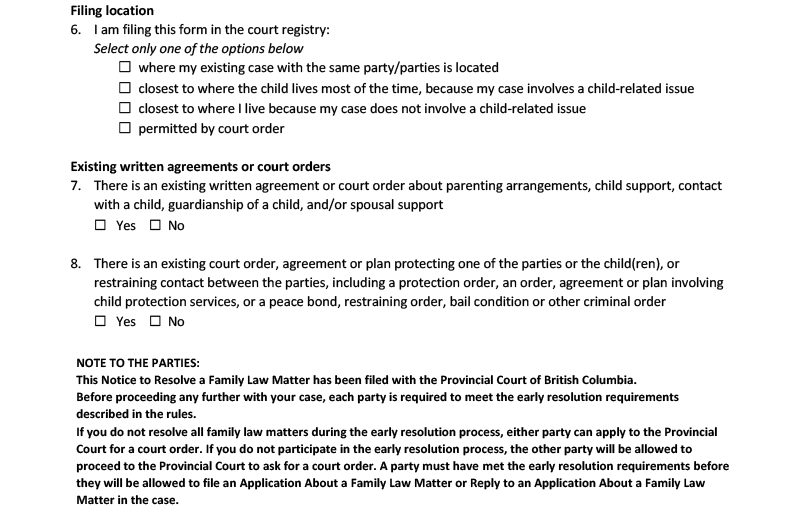 Filing location
6. I am filing this form in the court registry:
Select only one of the options below
☐ where my existing case with the same party/parties is located
☐ closest to where the child lives most of the time, because my case involves a child-related issue
☐ closest to where I live because my case does not involve a child-related issue
☐ permitted by court order
Existing written agreements or court orders
7. There is an existing written agreement or court order about parenting arrangements, child support, contact
with a child, guardianship of a child, and/or spousal support
☐ Yes ☐ No
8. There is an existing court order, agreement or plan protecting one of the parties or the child(ren), or
restraining contact between the parties, including a protection order, an order, agreement or plan involving
child protection services, or a peace bond, restraining order, bail condition or other criminal order
☐ Yes ☐ No
NOTE TO THE PARTIES:
This Notice to Resolve a Family Law Matter has been filed with the Provincial Court of British Columbia.
Before proceeding any further with your case, each party is required to meet the early resolution requirements
described in the rules.
If you do not resolve all family law matters during the early resolution process, either party can apply to the Provincial
Court for a court order. If you do not participate in the early resolution process, the other party will be allowed to
proceed to the Provincial Court to ask for a court order. A party must have met the early resolution requirements before
they will be allowed to file an Application About a Family Law Matter or Reply to an Application About a Family Law
Matter in the case.